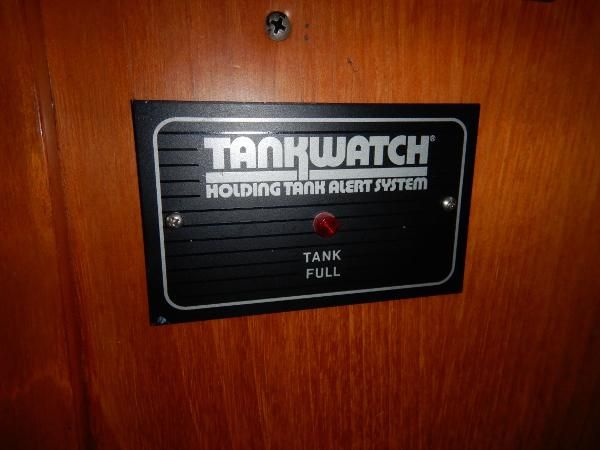 TANKWATCH®
HOLDING TANK ALERT SYSTEM
TANK
FULL